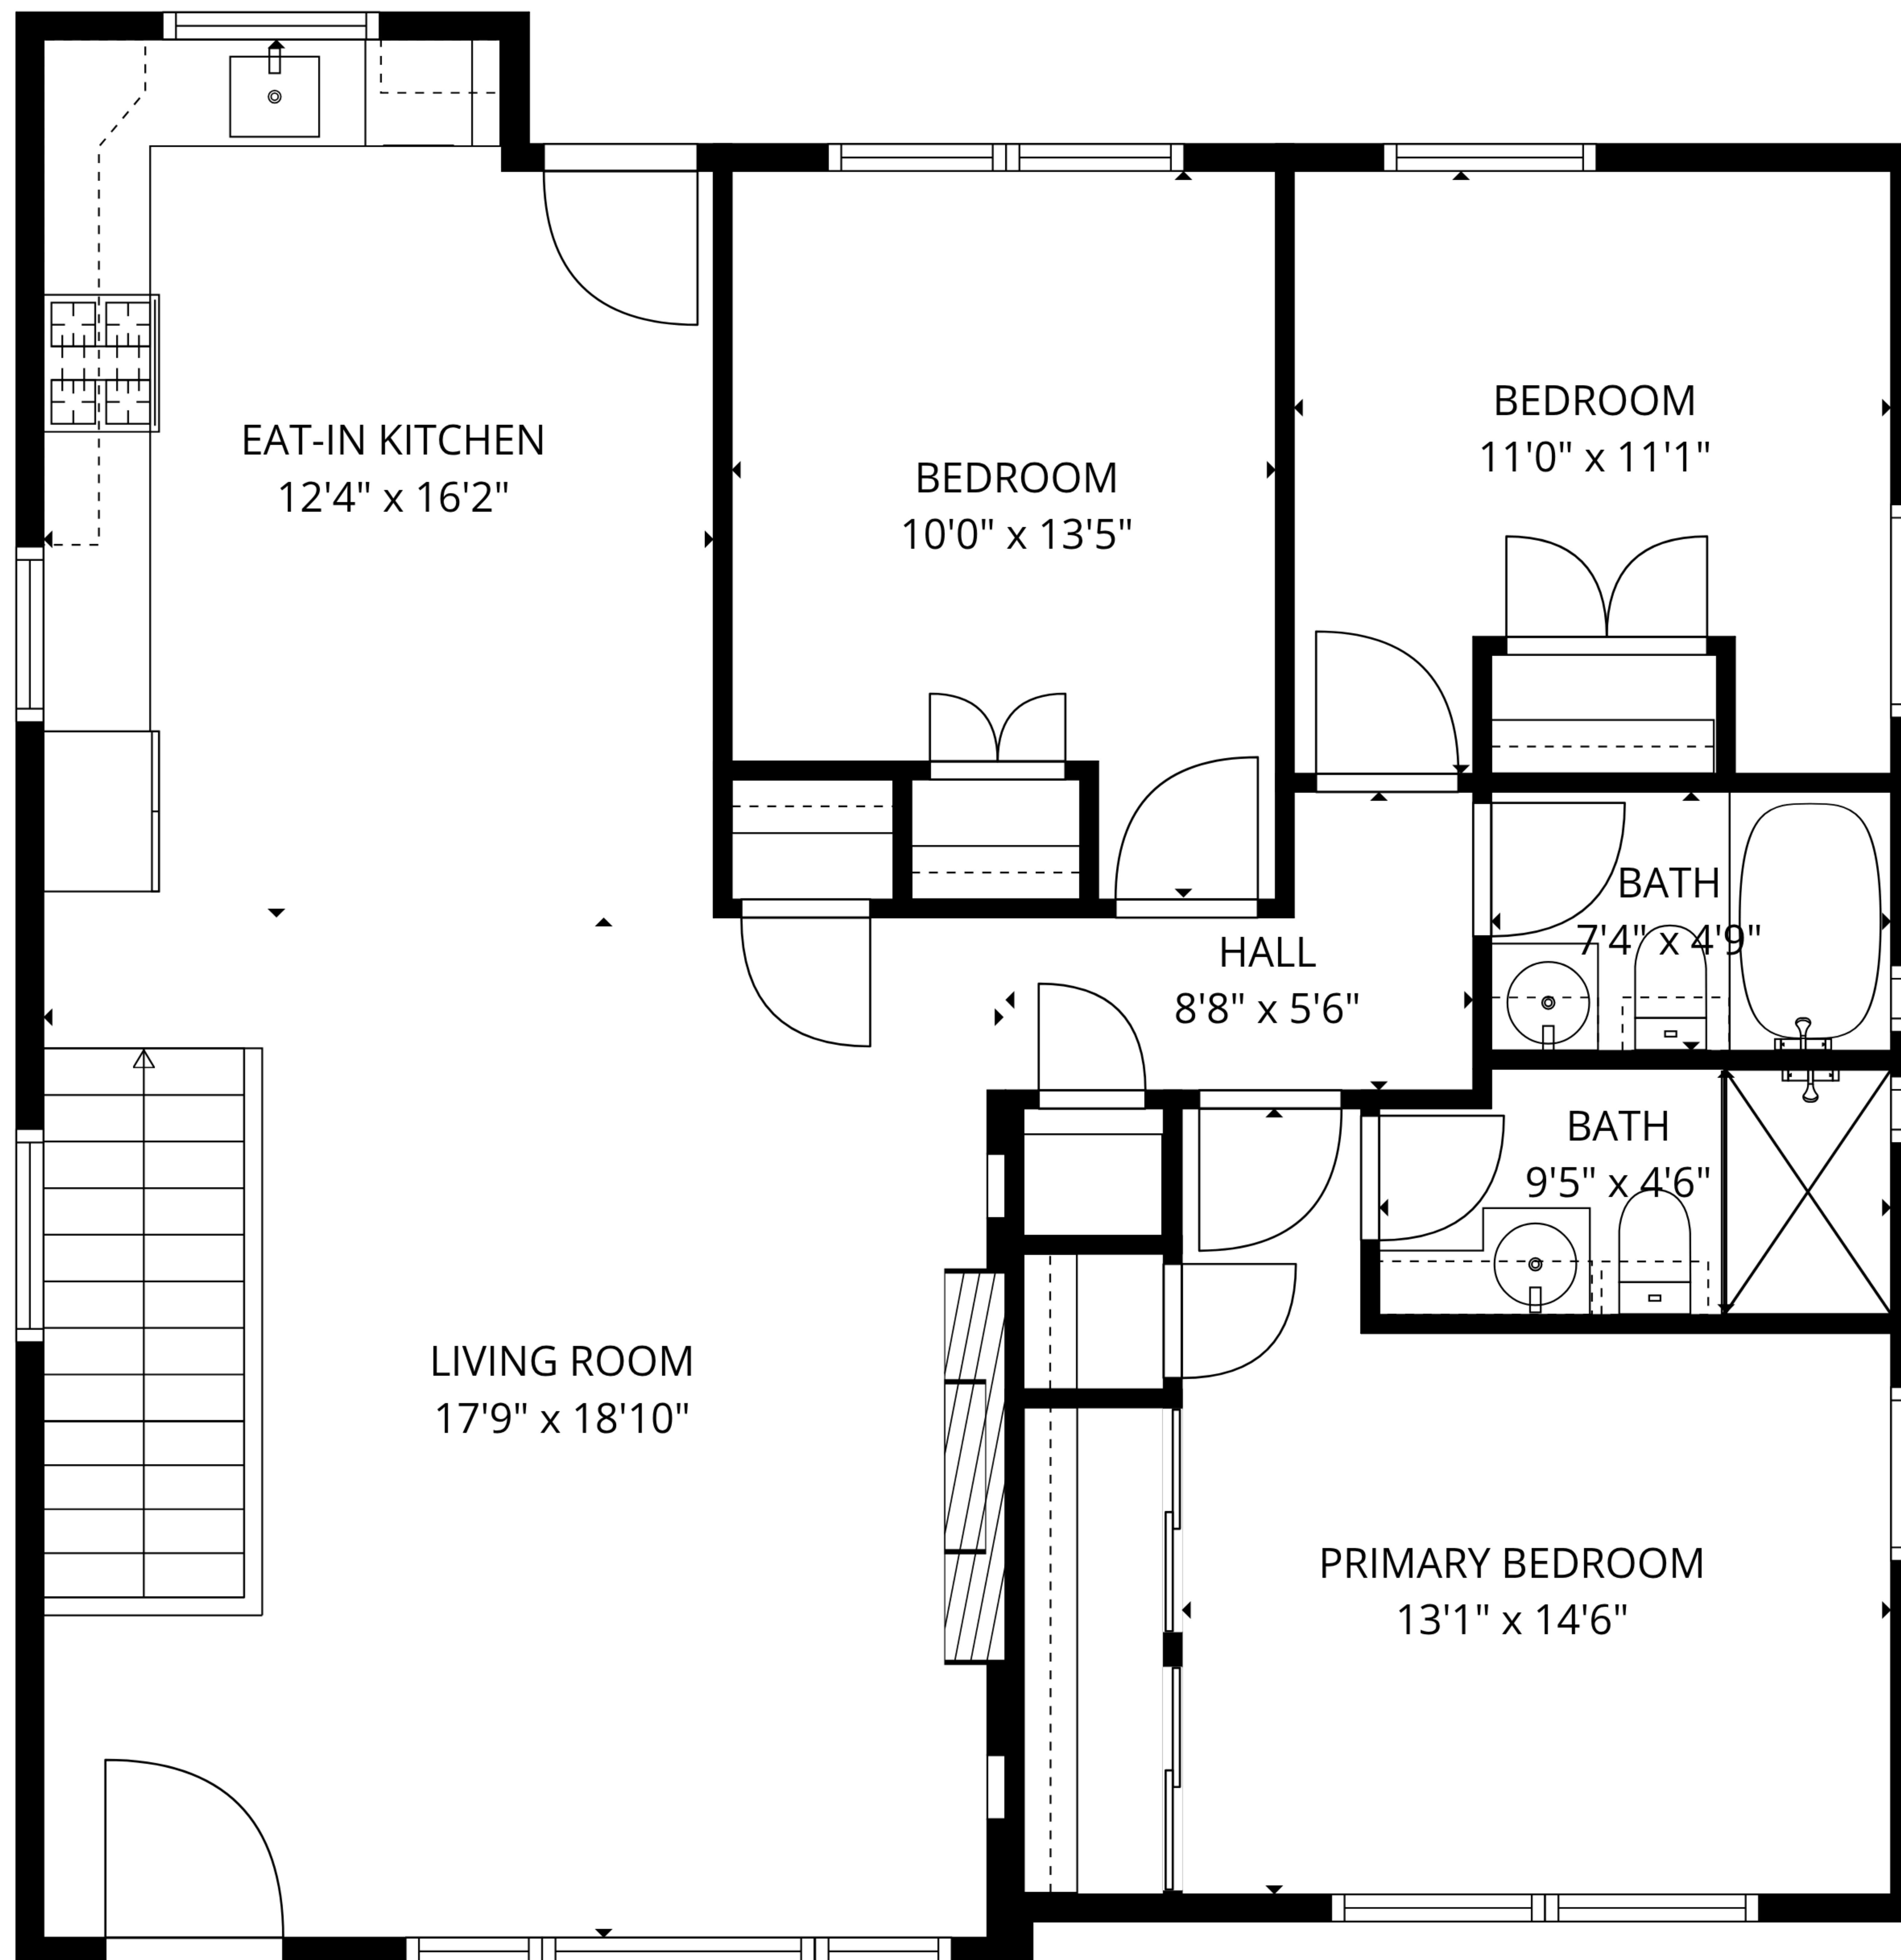 EAT-IN KITCHEN
12'4" x 16'2"
BEDROOM
10'0" x 13'5"
BEDROOM
11'0" x 11'1"
BATH
7'4" x 4'9"
HALL
8'8" x 5'6"
BATH
9'5" x 4'6"
LIVING ROOM
17'9" x 18'10"
PRIMARY BEDROOM
13'1" x 14'6"